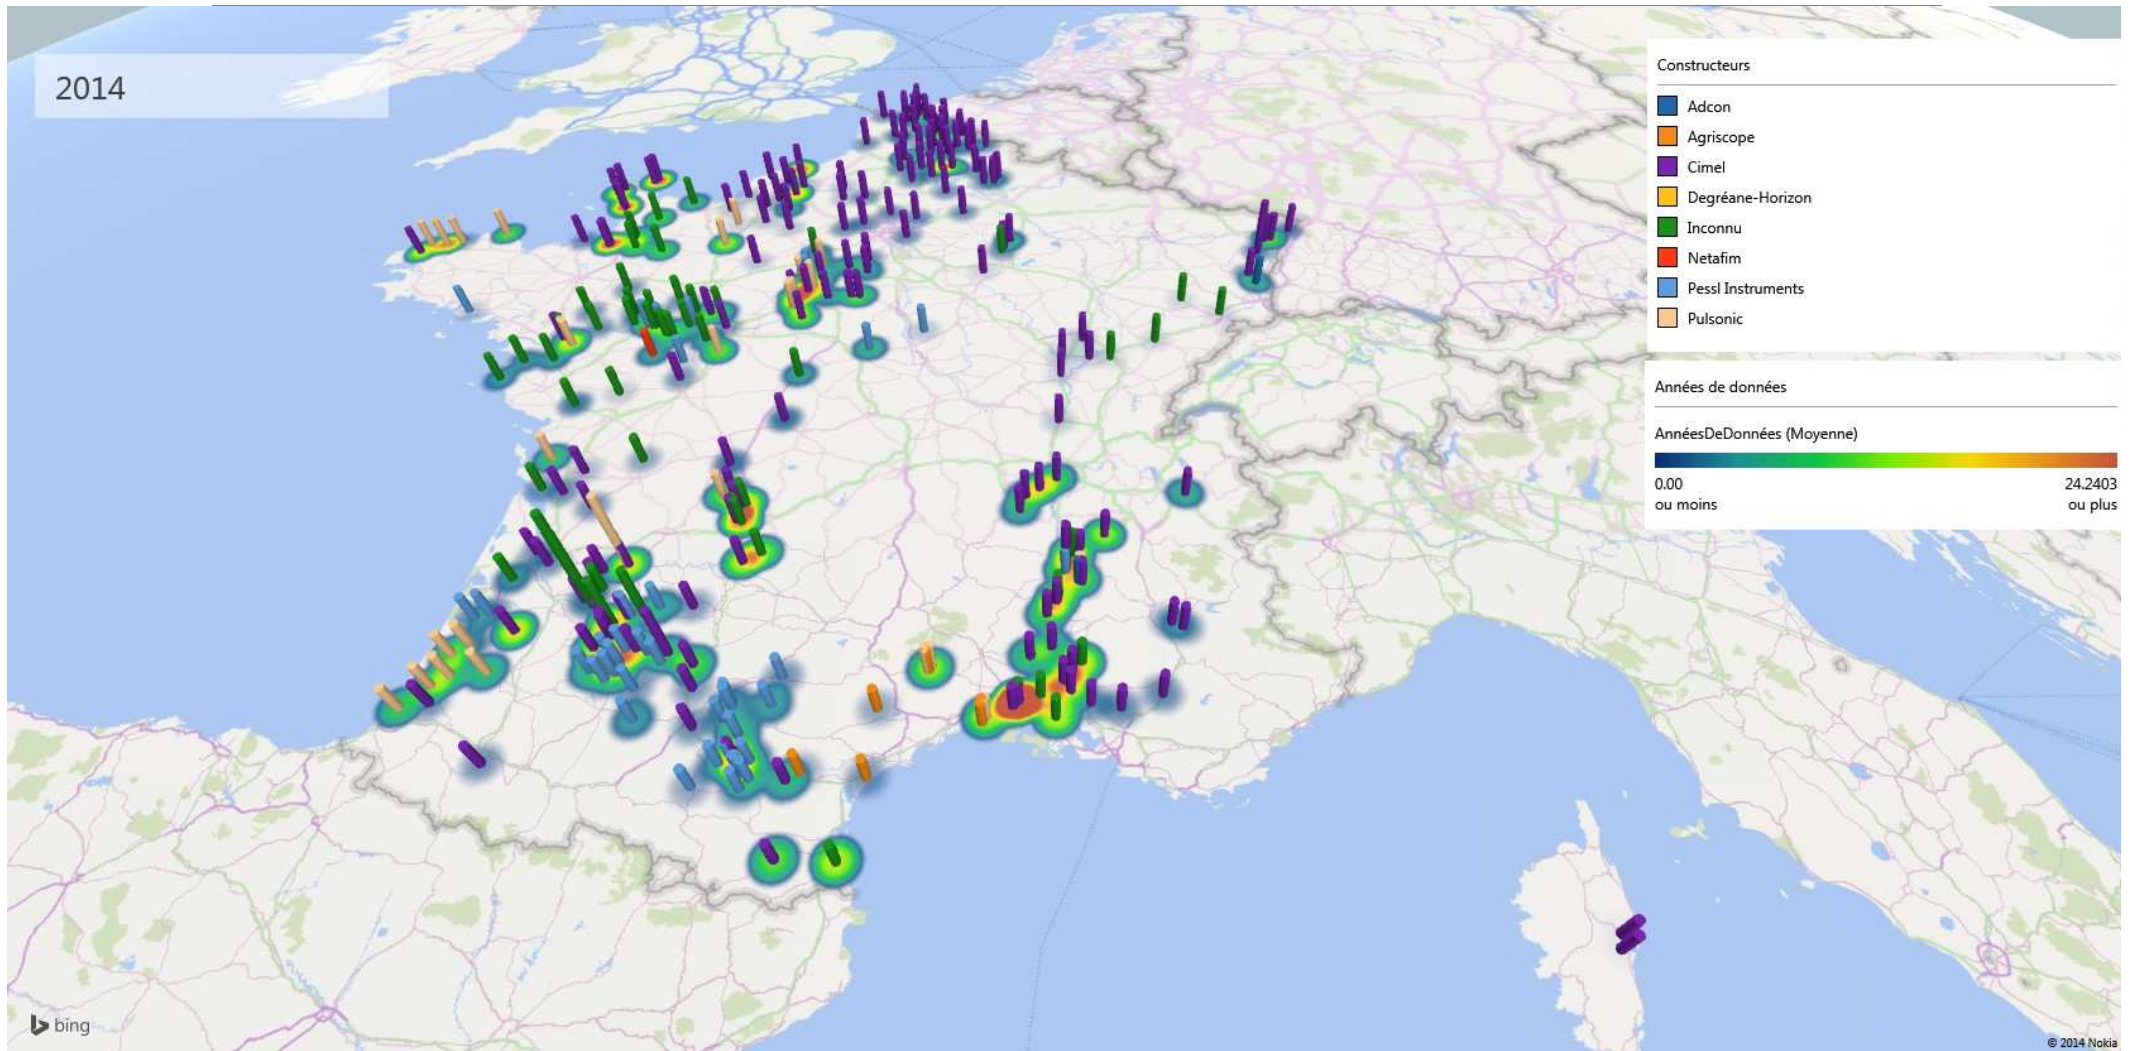 2014
Constructeurs
Adcon
Agriscope
Cimel
Degréane-Horizon
Inconnu
Netafim
Pessl Instruments
Pulsonic
Années de données
AnnéesDeDonnées (Moyenne)
0.00 24.2403
ou moins ou plus
bing
© 2014 Nokia